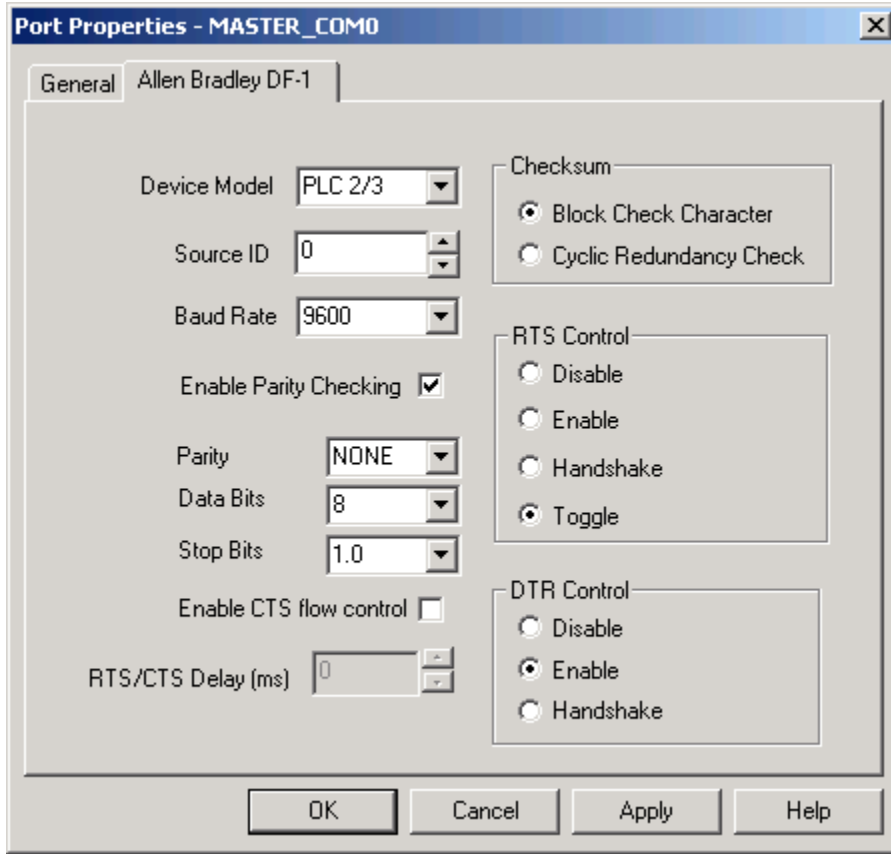 Port Properties - MASTER_COM0
General
Allen Bradley DF-1
Device Model
PLC 2/3
Source ID
0
Baud Rate
9600
Enable Parity Checking
Parity
NONE
Data Bits
8
Stop Bits
1.0
Enable CTS flow control
RTS/CTS Delay (ms)
0
Checksum
Block Check Character
Cyclic Redundancy Check
RTS Control
Disable
Enable
Handshake
Toggle
DTR Control
Disable
Enable
Handshake
OK
Cancel
Apply
Help